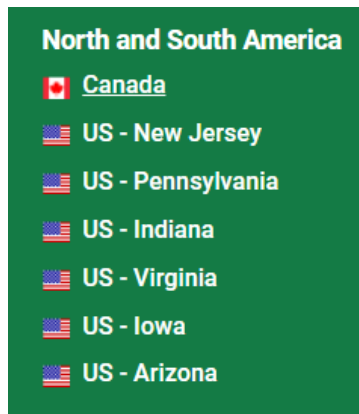 North and South America
Canada
US - New Jersey
US - Pennsylvania
US - Indiana
US - Virginia
US - Iowa
US - Arizona